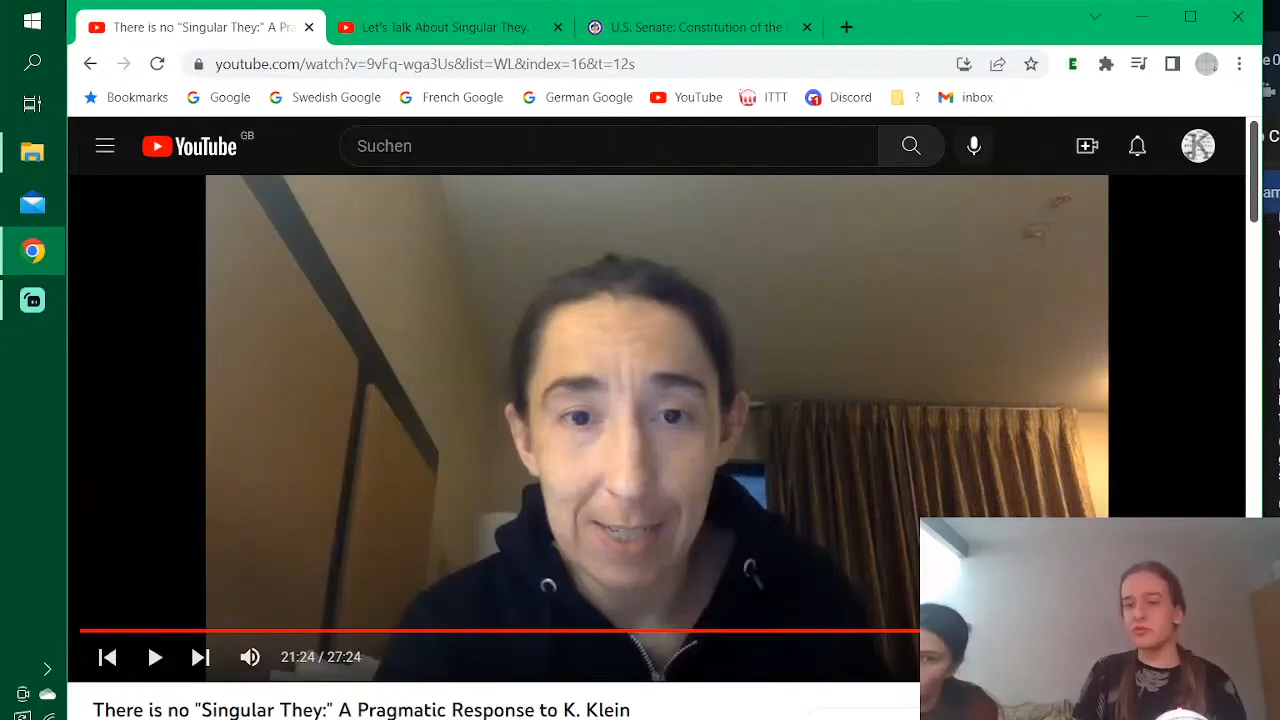 There is no "Singular They:" A Pra
Let's Talk About Singular They.
U.S. Senate: Constitution of the
youtube.com/watch?v=9vFq-wga3Us&list=WL&index=16&t=12s
Bookmarks
Google
Swedish Google
French Google
German Google
YouTube
ITTT
Discord
?
inbox
YouTube GB
Suchen
21:24 / 27:24
There is no "Singular They:" A Pragmatic Response to K. Klein